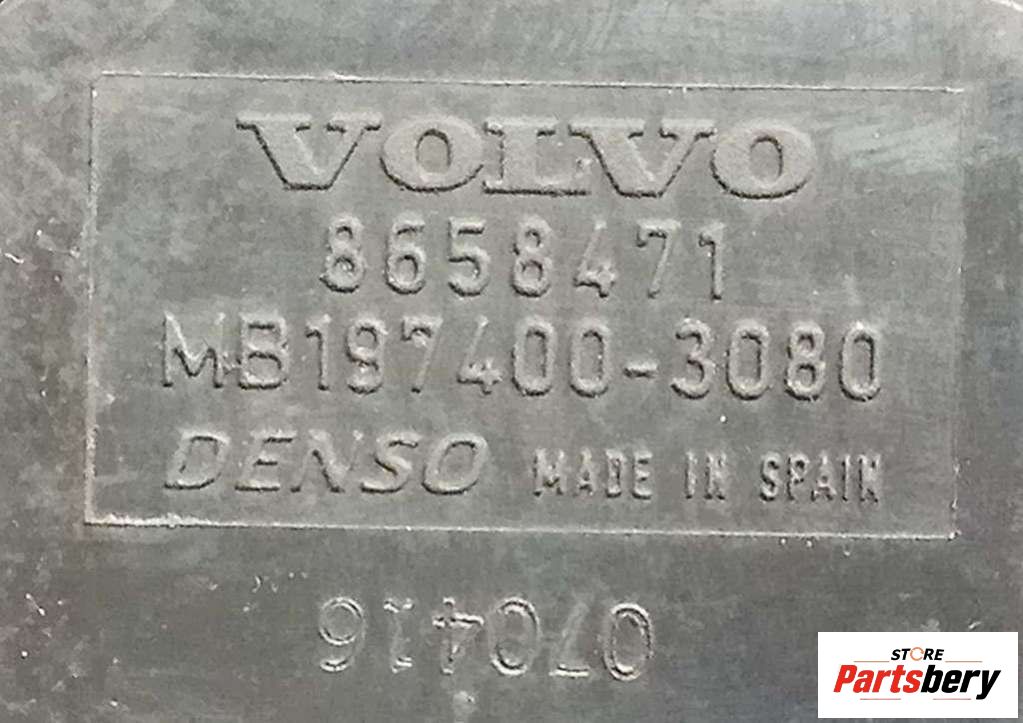 VOLVO
8658471
MB197400-3080
DENSO MADE IN SPAIN
070416
STORE
Partsbery